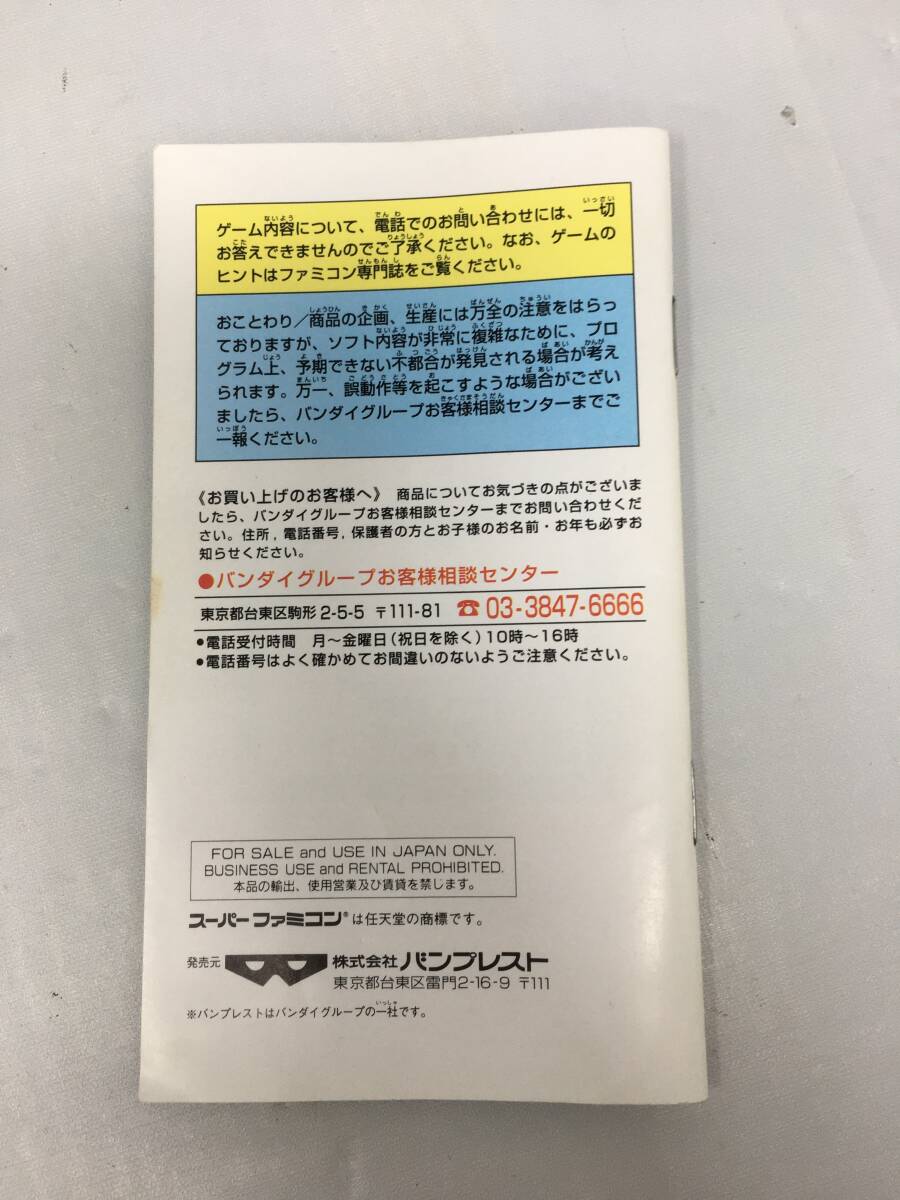 ゲーム内容について、電話でのお問い合わせには、一切
お答えできませんのでご了承ください。なお、ゲームの
ヒントはファミコン専門誌をご覧ください。
おことわり／商品の企画、生産には万全の注意をはらっ
ておりますが、ソフト内容が非常に複雑なために、プロ
グラム上、予期できない不都合が発見される場合が考え
られます。万一、誤動作等を起こすような場合がござい
ましたら、バンダイグループお客様相談センターまでご
一報ください。
《お買い上げのお客様へ》 商品についてお気づきの点がございま
したら、バンダイグループお客様相談センターまでお問い合わせくだ
さい。住所，電話番号，保護者の方とお子様のお名前・お年も必ずお
知らせください。
●バンダイグループお客様相談センター
東京都台東区駒形2-5-5 〒111-81 ☎ 03-3847-6666
●電話受付時間 月～金曜日(祝日を除く)10時～16時
●電話番号はよく確かめてお間違いのないようご注意ください。
FOR SALE and USE IN JAPAN ONLY.
BUSINESS USE and RENTAL PROHIBITED.
本品の輸出、使用営業及び賃貸を禁じます。
スーパーファミコン®は任天堂の商標です。
発売元 株式会社 バンプレスト
東京都台東区雷門2-16-9 〒111
※バンプレストはバンダイグループの一社です。